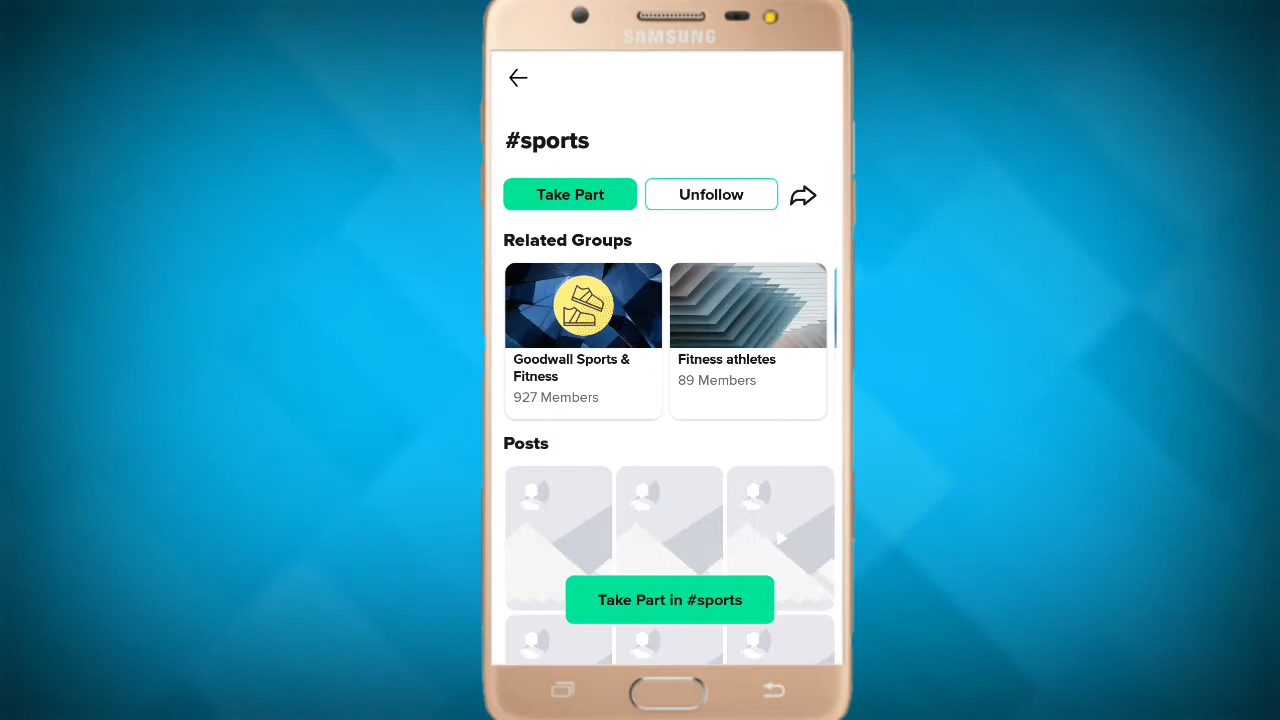 SAMSUNG
#sports
Take Part
Unfollow
Related Groups
Goodwall Sports &
Fitness
927 Members
Fitness athletes
89 Members
Posts
Take Part in #sports